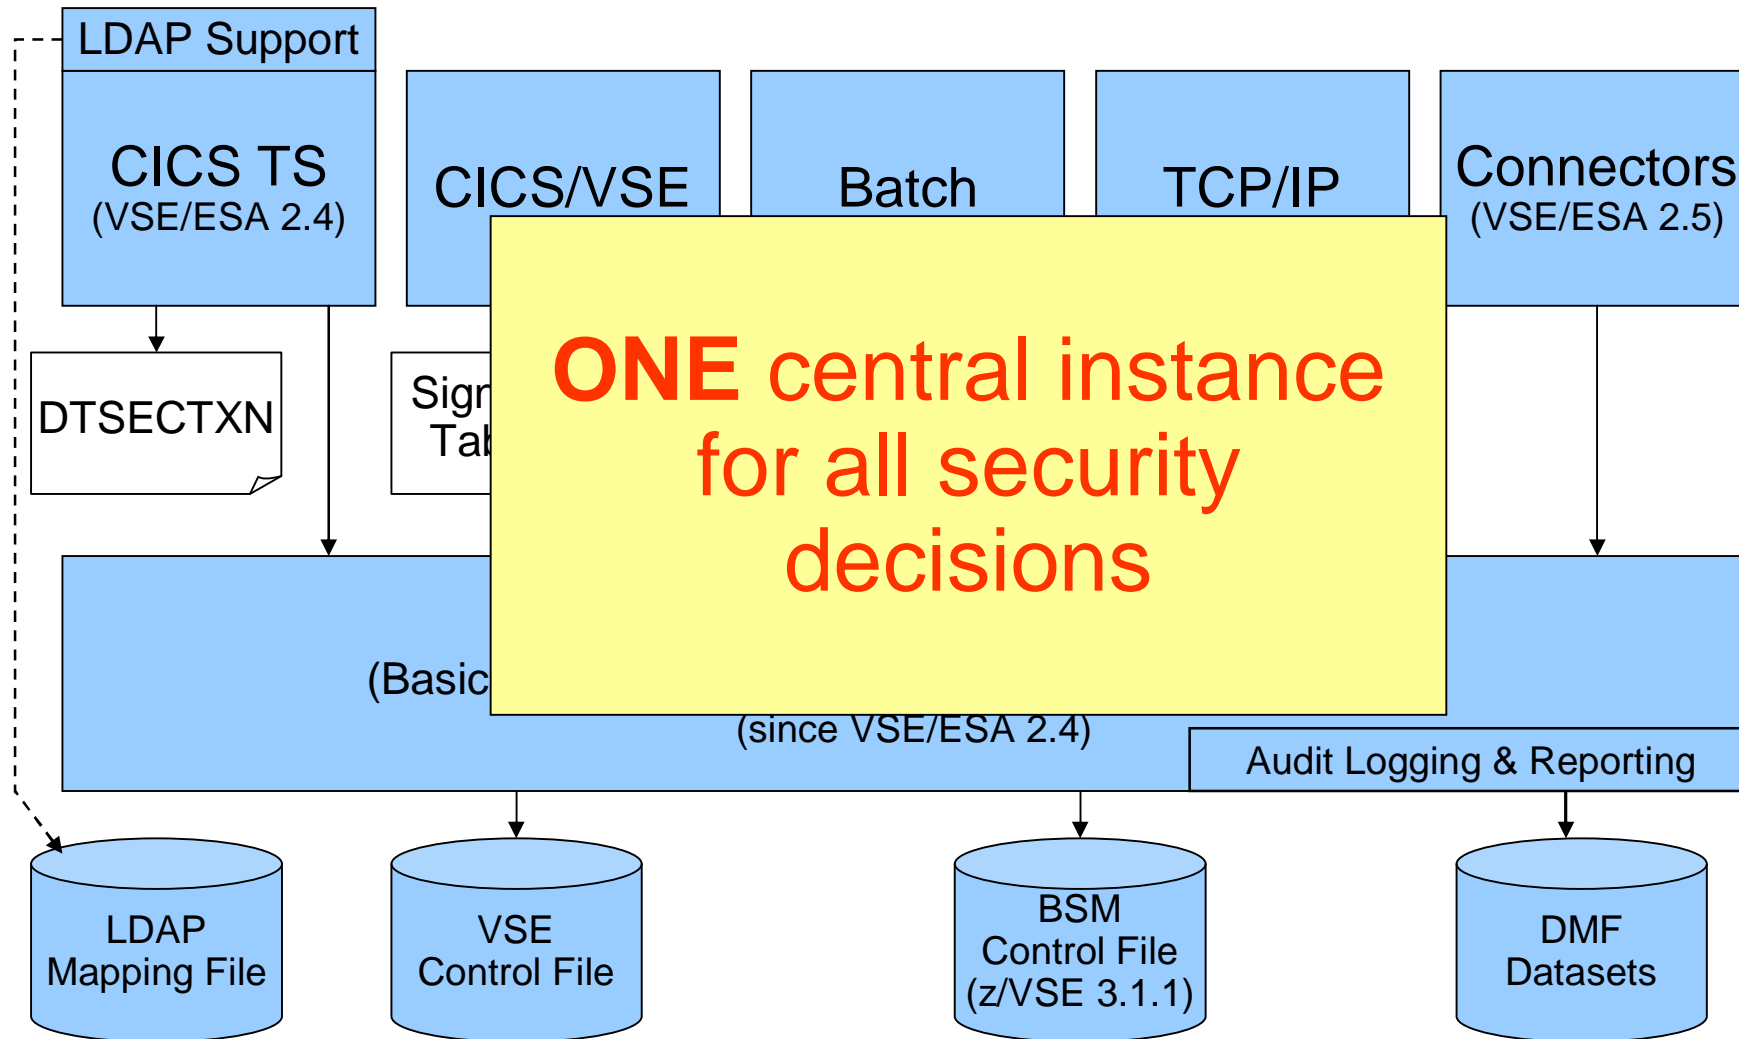 LDAP Support
CICS TS
(VSE/ESA 2.4)
CICS/VSE
Batch
TCP/IP
Connectors
(VSE/ESA 2.5)
DTSECTXN
ONE central instance
for all security
decisions
(Basic
(since VSE/ESA 2.4)
Audit Logging & Reporting
LDAP
Mapping File
VSE
Control File
BSM
Control File
(z/VSE 3.1.1)
DMF
Datasets